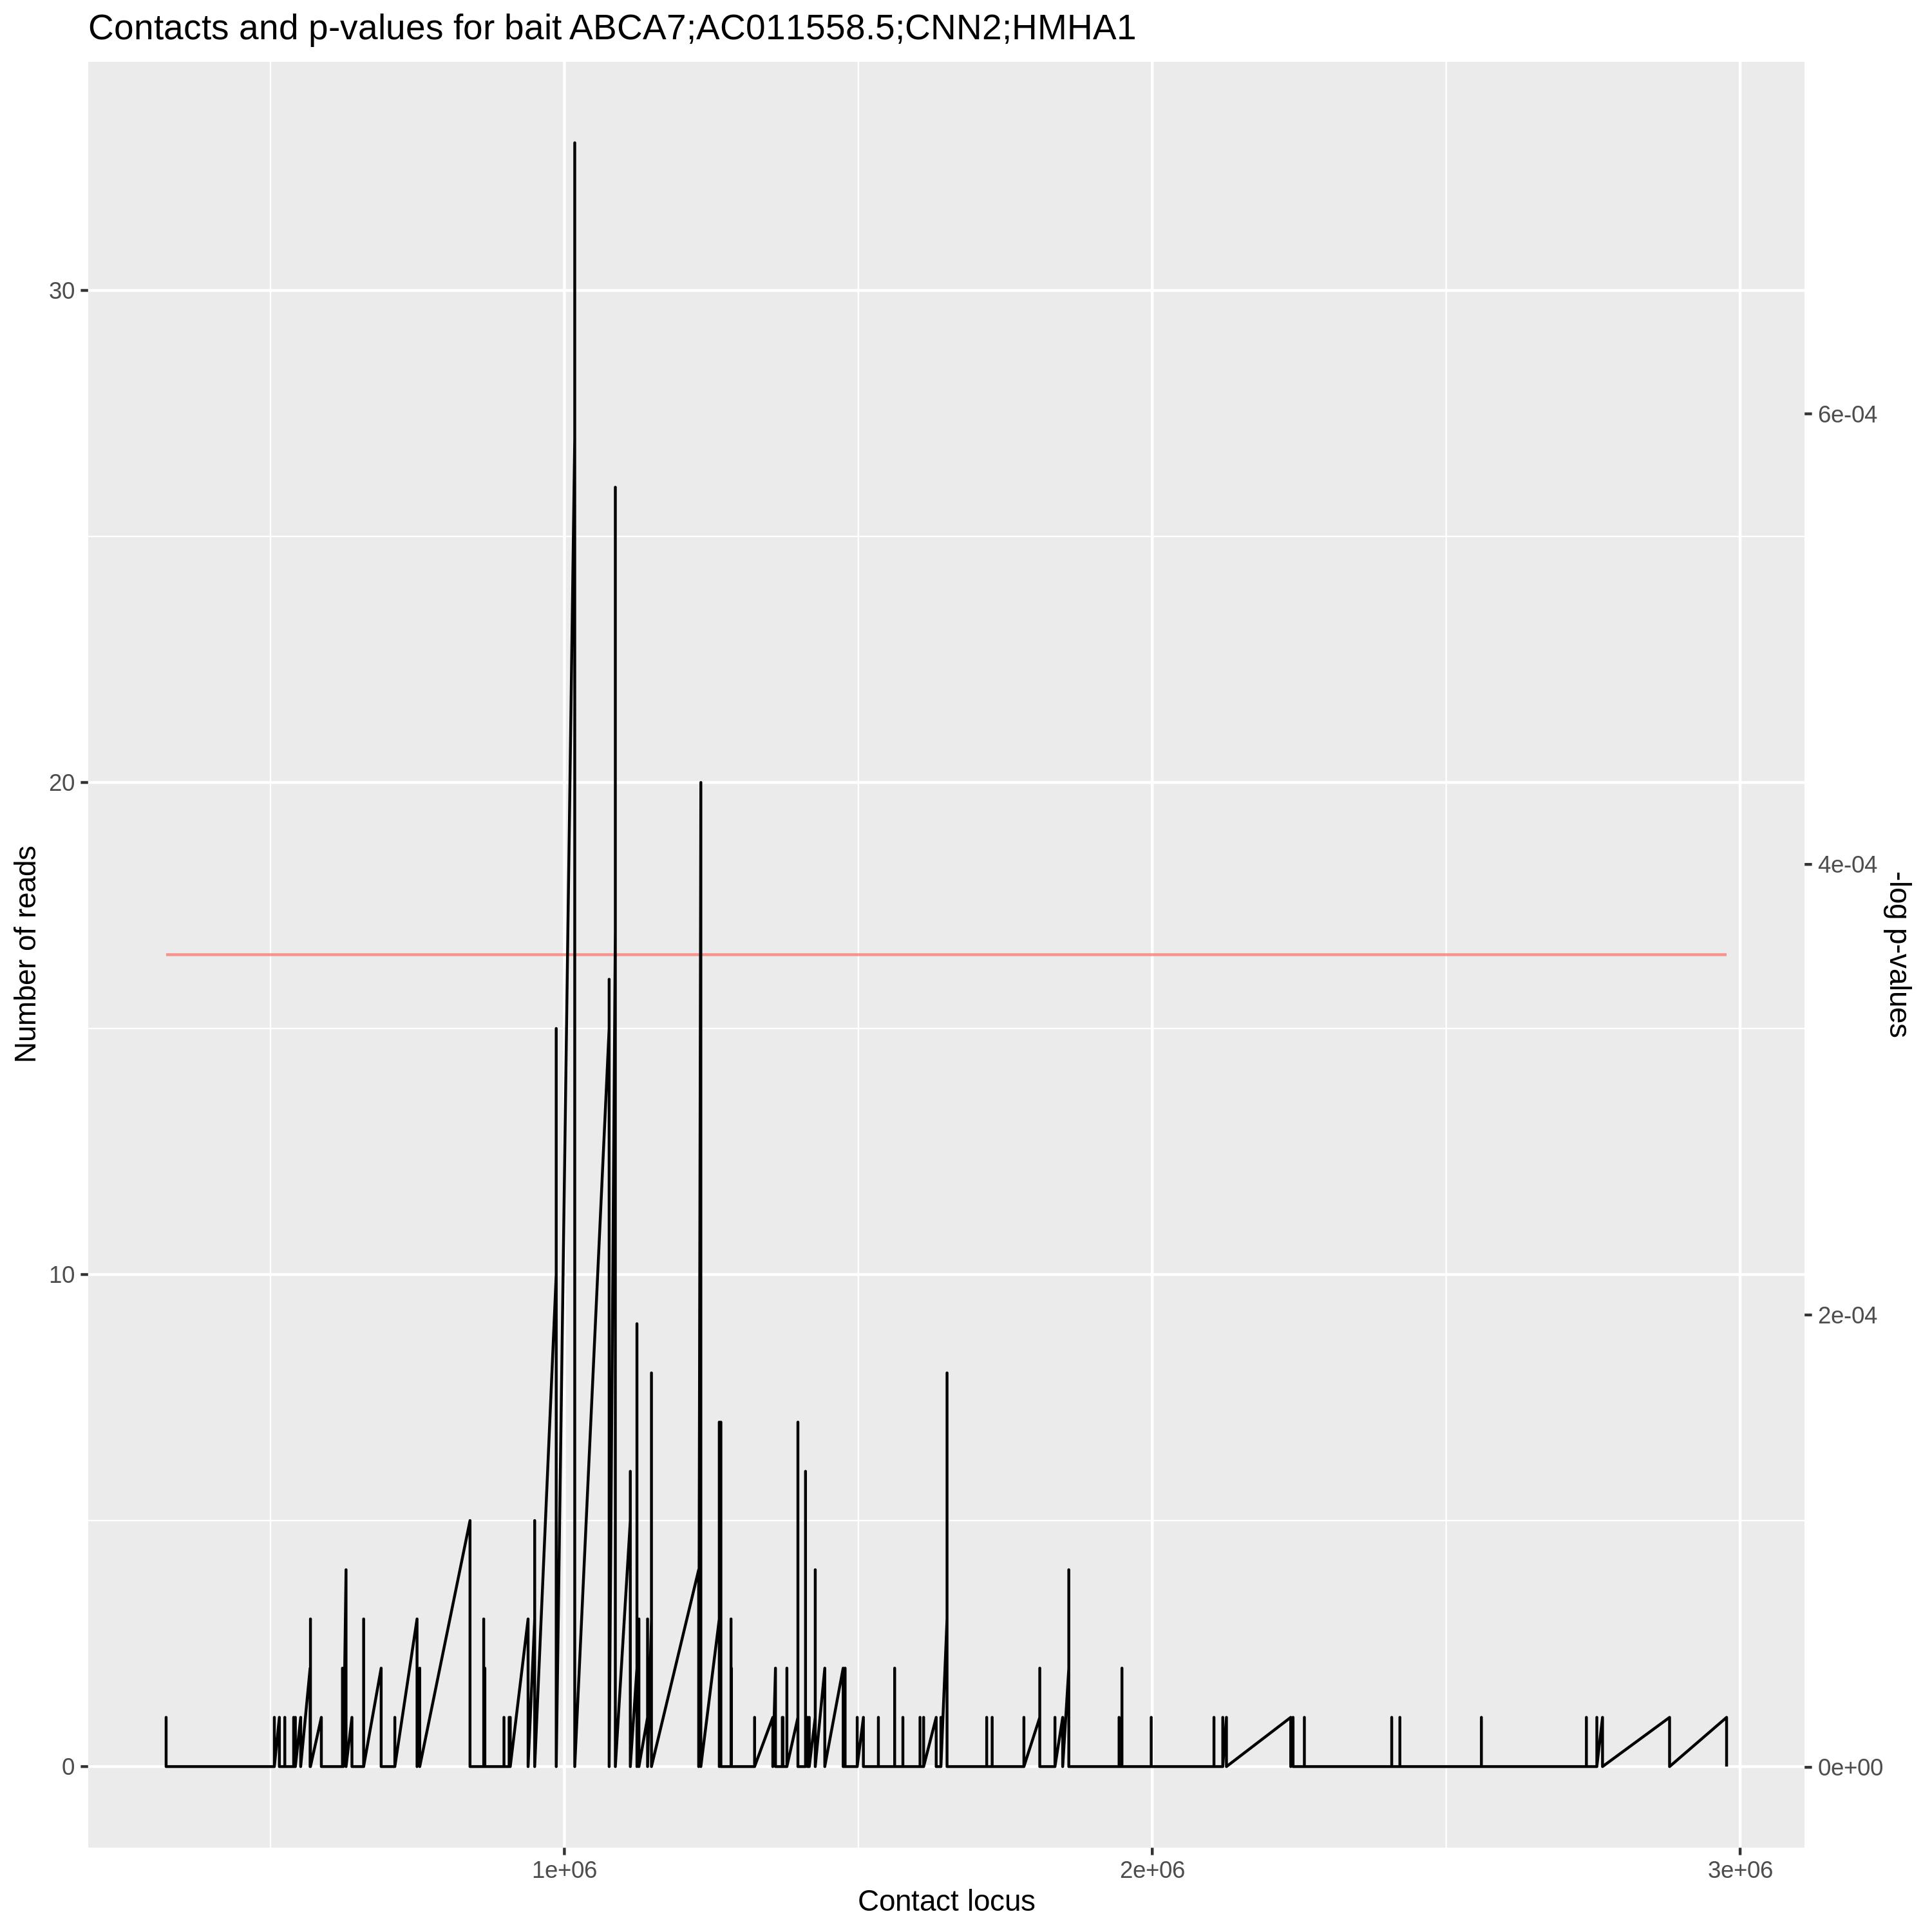 Contacts and p-values for bait ABCA7;AC011558.5;CNN2;HMHA1
30
20
10
0
Number of reads
6e-04
4e-04
2e-04
0e+00
-log p-values
1e+06
2e+06
3e+06
Contact locus